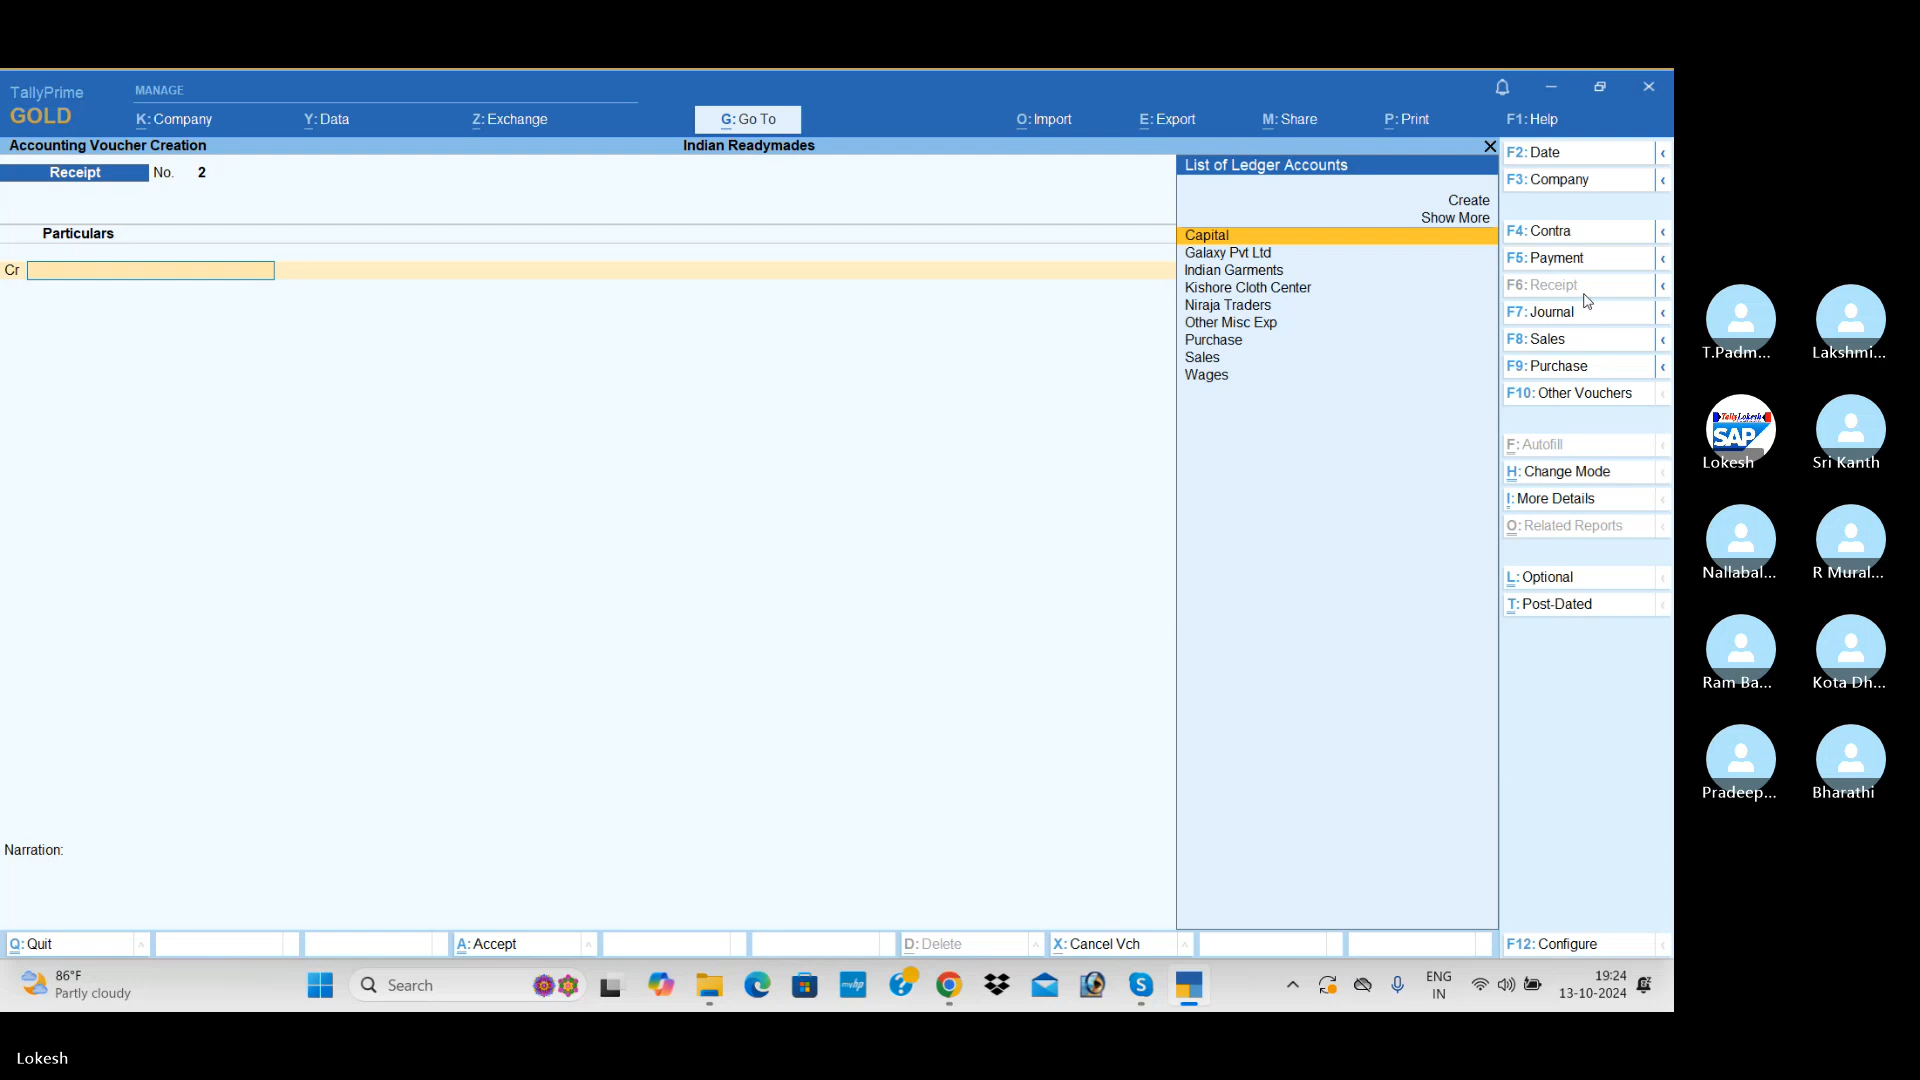 TallyPrime
GOLD
MANAGE
K: Company
Y: Data
Z: Exchange
G: Go To
O: Import
E: Export
M: Share
P: Print
F1: Help
Accounting Voucher Creation
Indian Readymades
Receipt No. 2
Particulars
Cr
Narration:
List of Ledger Accounts
Create
Show More
Capital
Galaxy Pvt Ltd
Indian Garments
Kishore Cloth Center
Niraja Traders
Other Misc Exp
Purchase
Sales
Wages
F2: Date
F3: Company
F4: Contra
F5: Payment
F6: Receipt
F7: Journal
F8: Sales
F9: Purchase
F10: Other Vouchers
F: Autofill
H: Change Mode
I: More Details
O: Related Reports
L: Optional
T: Post-Dated
Q: Quit
A: Accept
D: Delete
X: Cancel Vch
F12: Configure
86°F
Partly cloudy
Search
myhp
ENG
IN
19:24
13-10-2024
T.Padm...
Lakshmi...
TallyLokesh
SAP
Lokesh
Sri Kanth
Nallabal...
R Mural...
Ram Ba...
Kota Dh...
Pradeep...
Bharathi
Lokesh